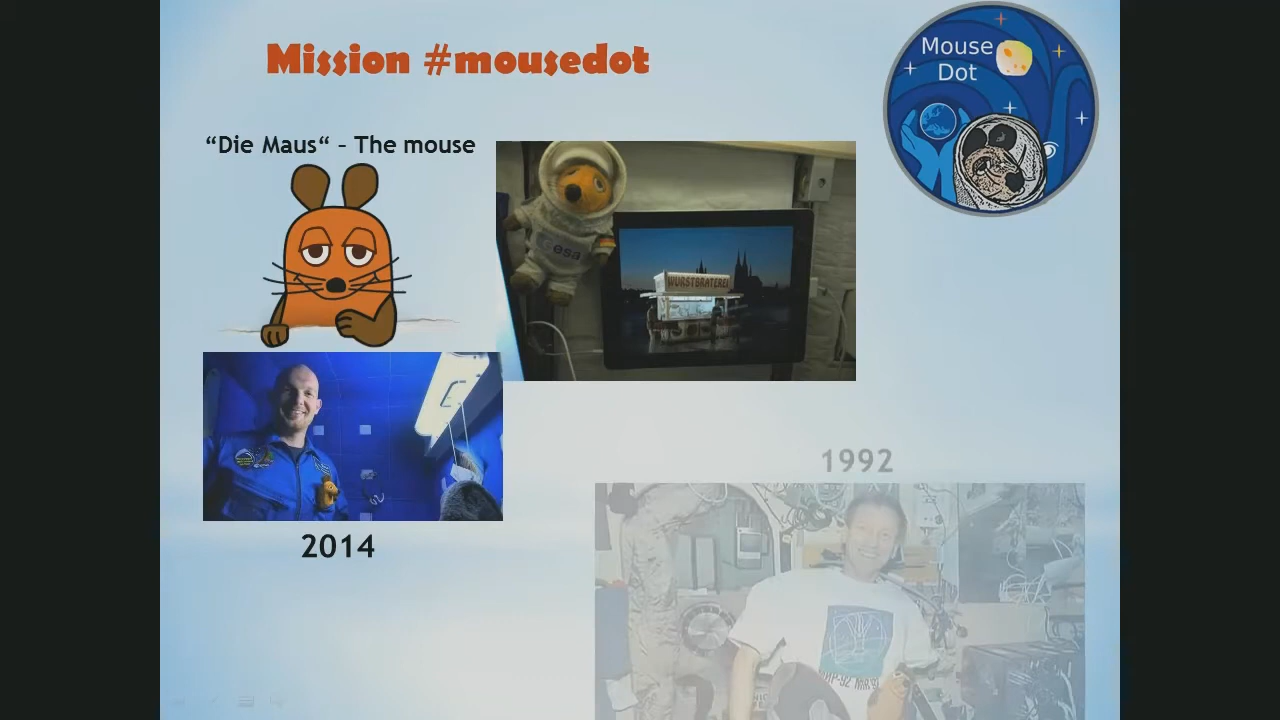 Mission #mousedot
Mouse
Dot
“Die Maus“ – The mouse
esa
WURSTBRATEREI
1992
2014